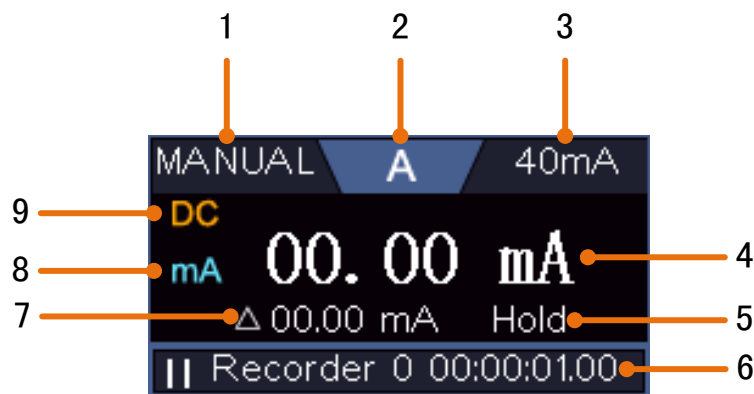 1 2 3
MANUAL A 40mA
9 DC
8 mA 00.00 mA 4
7 Δ 00.00 mA Hold 5
|| Recorder 0 00:00:01.00 6